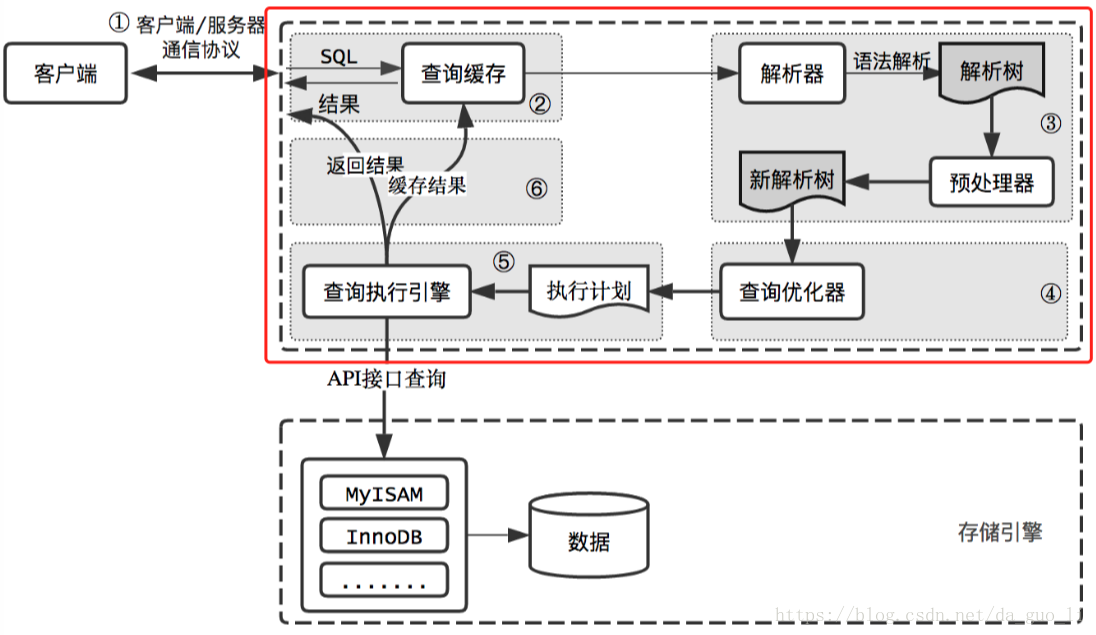 ① 客户端/服务器
通信协议
客户端
SQL
查询缓存
结果
②
解析器
语法解析
解析树
③
预处理器
新解析树
返回结果
缓存结果
⑥
查询执行引擎
⑤
执行计划
查询优化器
④
API接口查询
MyISAM
InnoDB
.......
数据
存储引擎
https://blog.csdn.net/da_guo_li